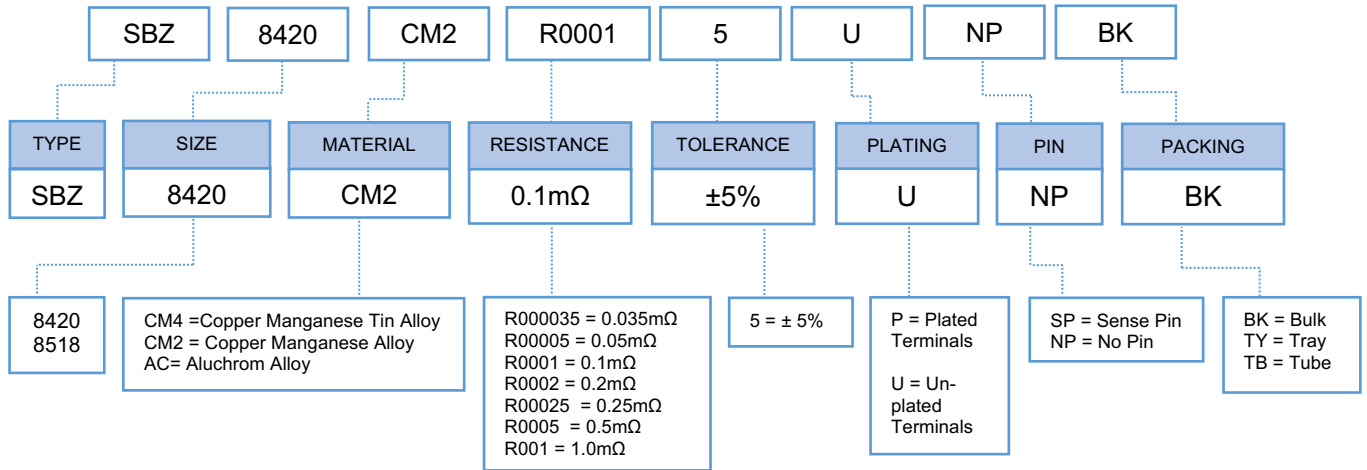 SBZ 8420 CM2 R0001 5 U NP BK
TYPE SIZE MATERIAL RESISTANCE TOLERANCE PLATING PIN PACKING
SBZ 8420 CM2 0.1mΩ ±5% U NP BK
8420
8518
CM4 =Copper Manganese Tin Alloy
CM2 = Copper Manganese Alloy
AC= Aluchrom Alloy
R000035 = 0.035mΩ
R00005 = 0.05mΩ
R0001 = 0.1mΩ
R0002 = 0.2mΩ
R00025 = 0.25mΩ
R0005 = 0.5mΩ
R001 = 1.0mΩ
5 = ± 5%
P = Plated
Terminals
U = Un-
plated
Terminals
SP = Sense Pin
NP = No Pin
BK = Bulk
TY = Tray
TB = Tube